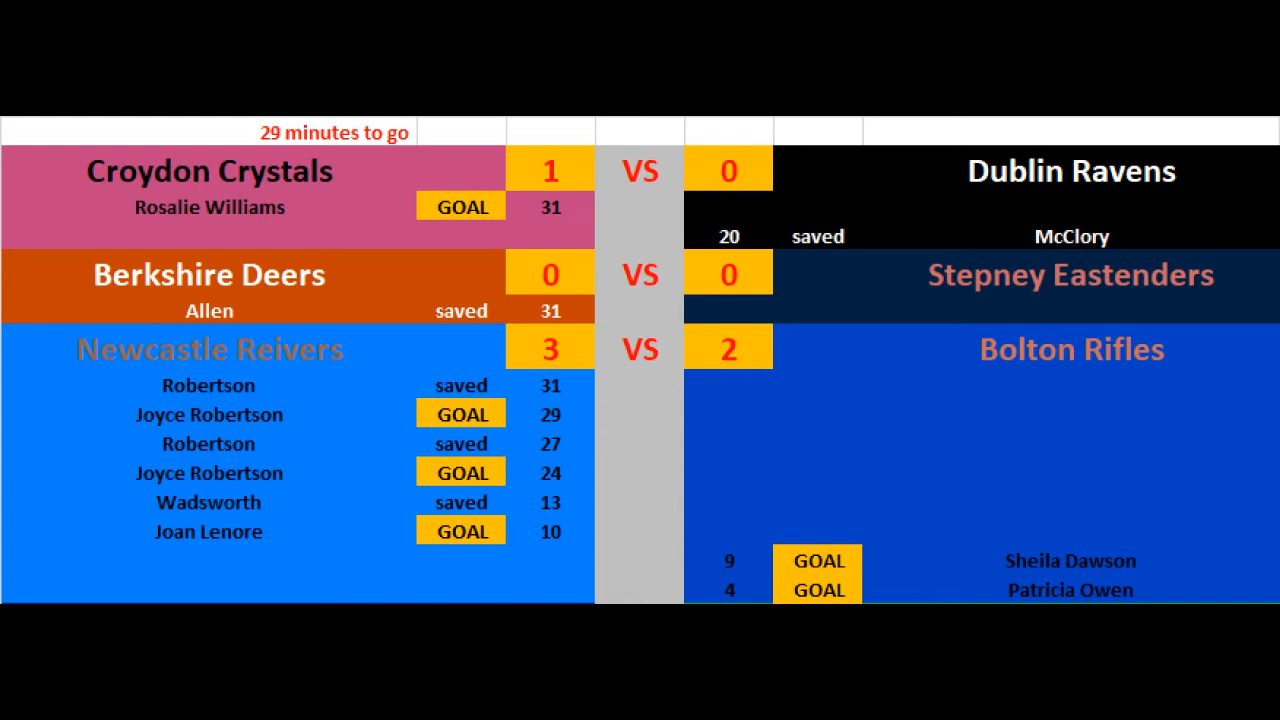 29 minutes to go
Croydon Crystals 1 VS 0 Dublin Ravens
Rosalie Williams GOAL 31
20 saved McClory
Berkshire Deers 0 VS 0 Stepney Eastenders
Allen saved 31
Newcastle Reivers 3 VS 2 Bolton Rifles
Robertson saved 31
Joyce Robertson GOAL 29
Robertson saved 27
Joyce Robertson GOAL 24
Wadsworth saved 13
Joan Lenore GOAL 10
9 GOAL Sheila Dawson
4 GOAL Patricia Owen